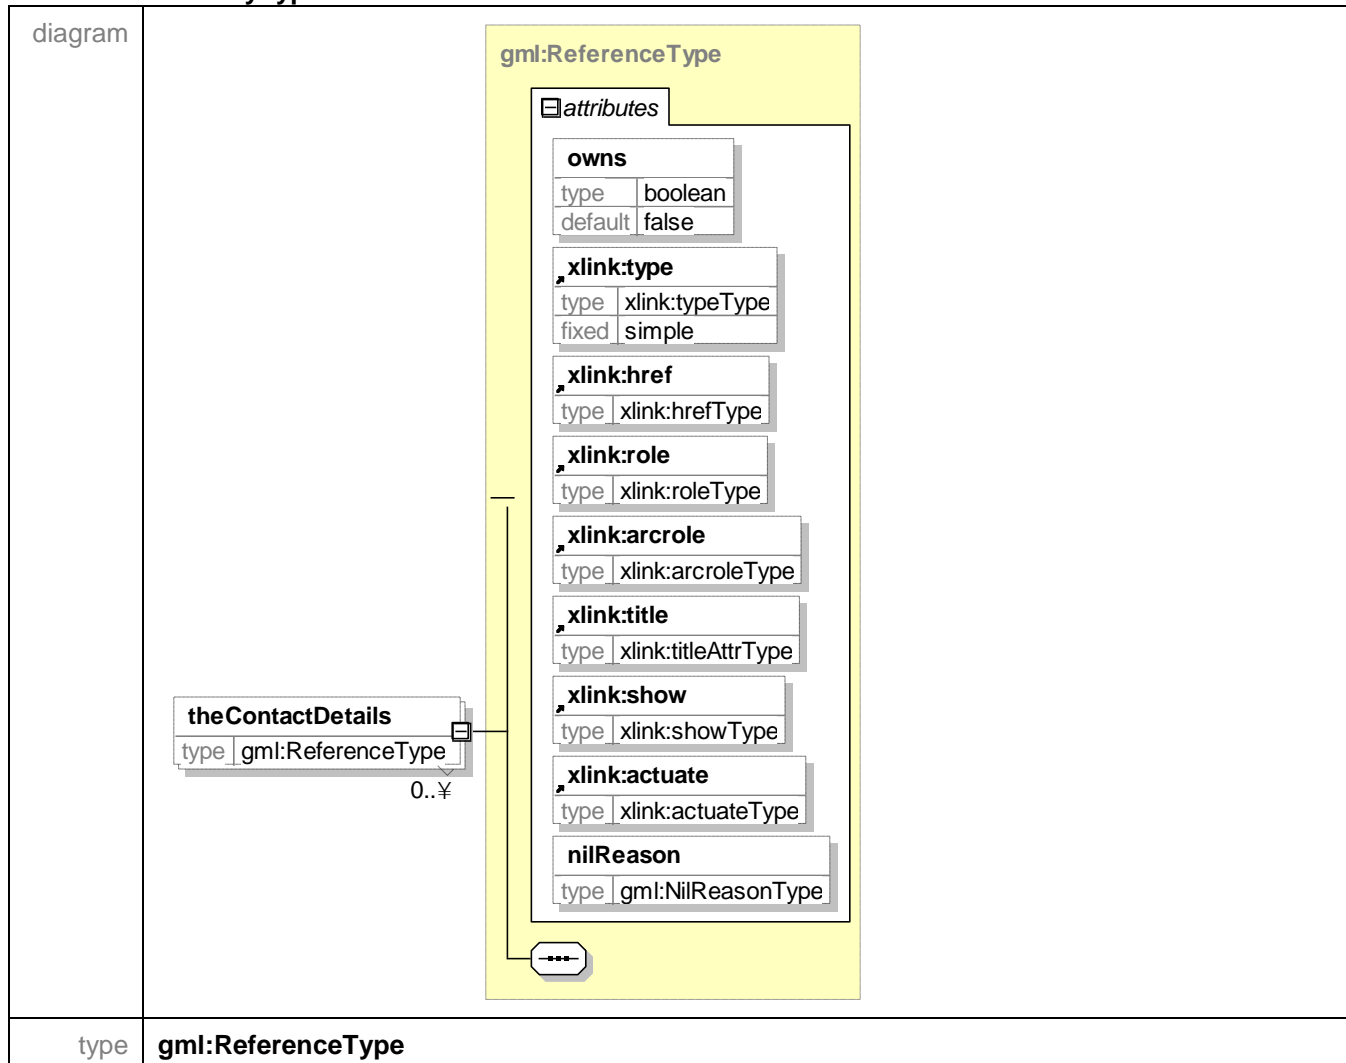 diagram
gml:ReferenceType
attributes
owns
type boolean
default false
xlink:type
type xlink:typeType
fixed simple
xlink:href
type xlink:hrefType
xlink:role
type xlink:roleType
xlink:arcrole
type xlink:arcroleType
xlink:title
type xlink:titleAttrType
xlink:show
type xlink:showType
xlink:actuate
type xlink:actuateType
nilReason
type gml:NilReasonType
theContactDetails
type gml:ReferenceType
0..¥
type gml:ReferenceType